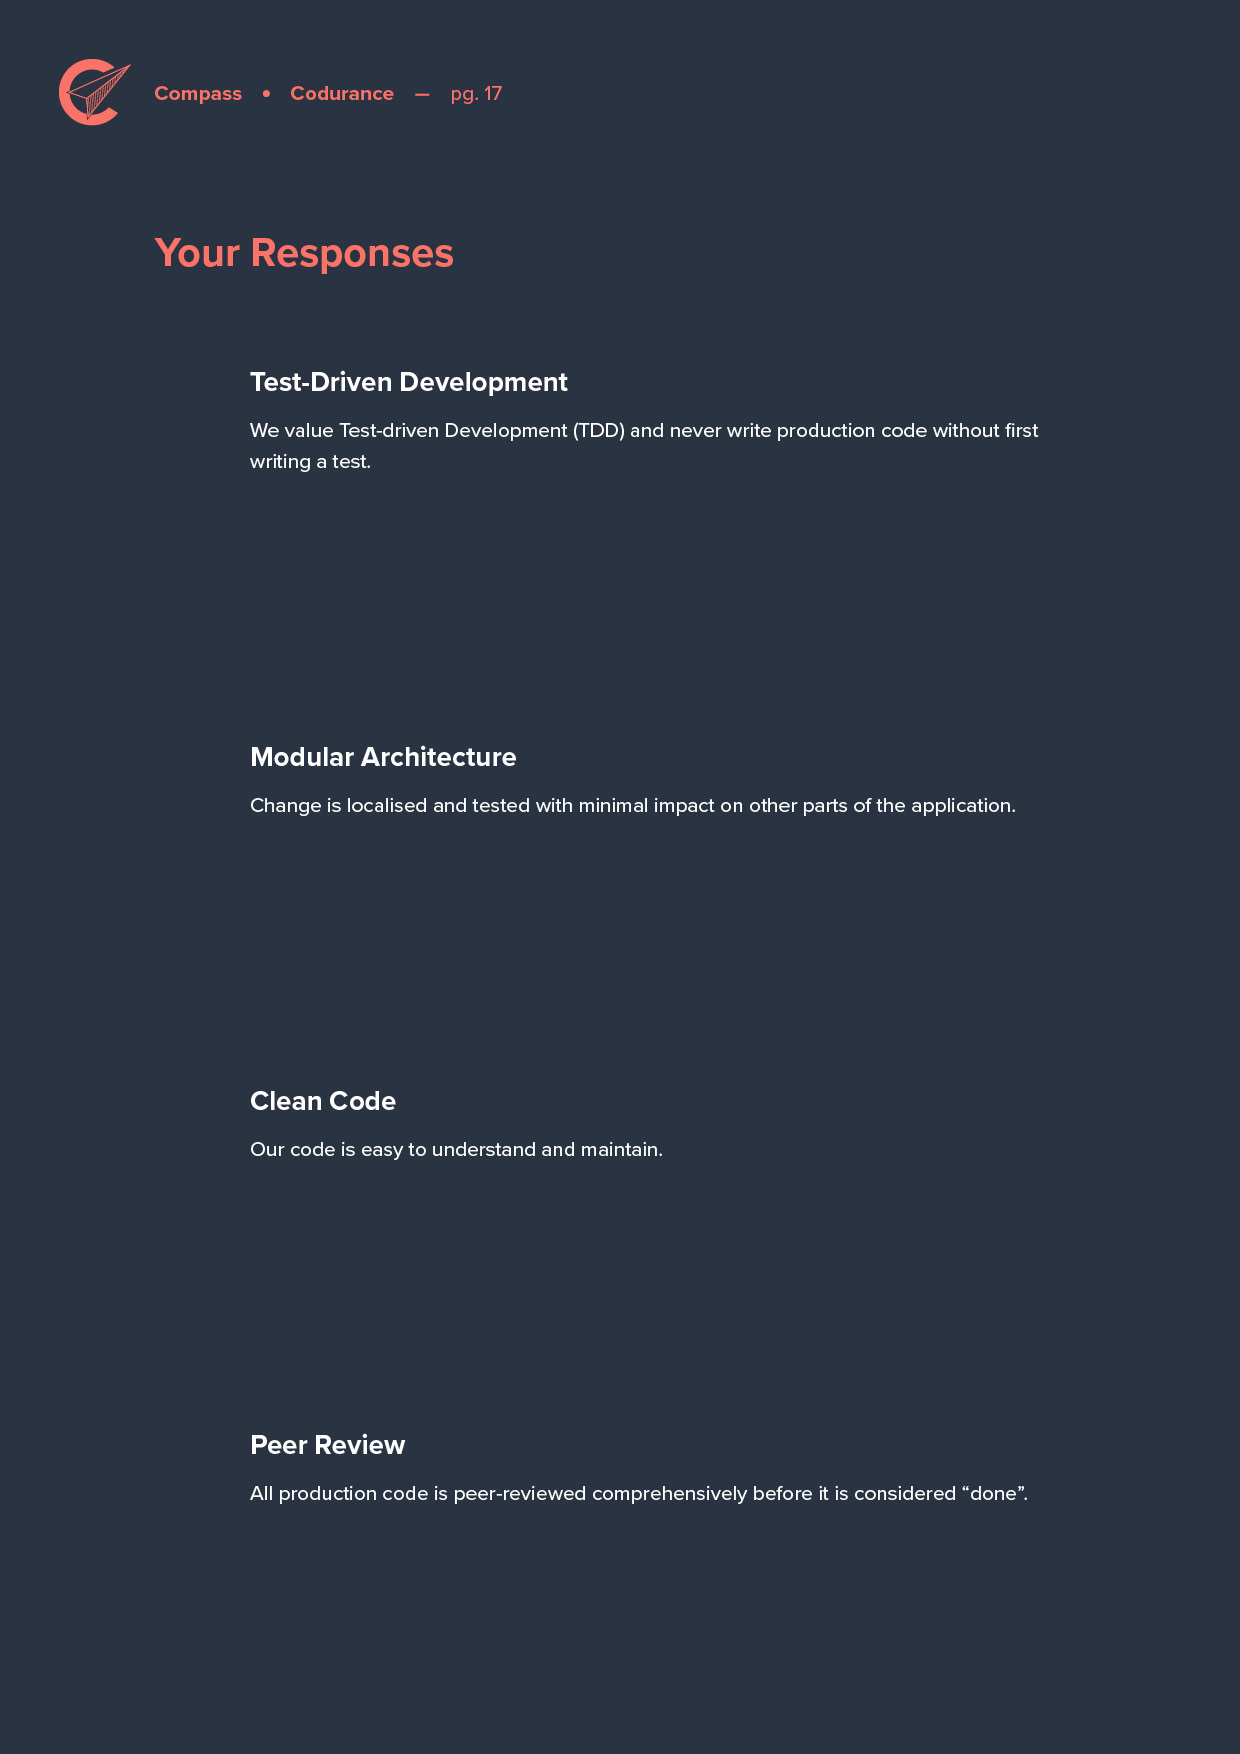 Compass • Codurance — pg. 17
Your Responses
Test-Driven Development
We value Test-driven Development (TDD) and never write production code without first
writing a test.
Modular Architecture
Change is localised and tested with minimal impact on other parts of the application.
Clean Code
Our code is easy to understand and maintain.
Peer Review
All production code is peer-reviewed comprehensively before it is considered “done”.